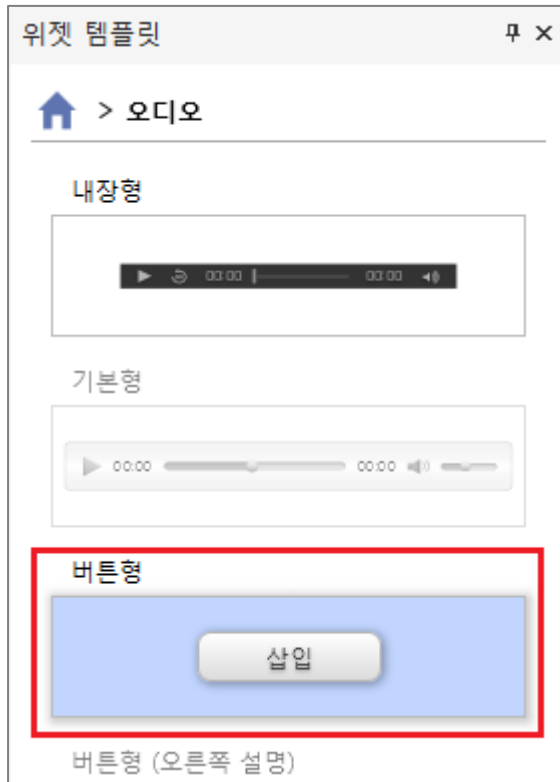 위젯 템플릿
> 오디오
내장형
00:00 00:00
기본형
00:00 00:00
버튼형
삽입
버튼형 (오른쪽 설명)